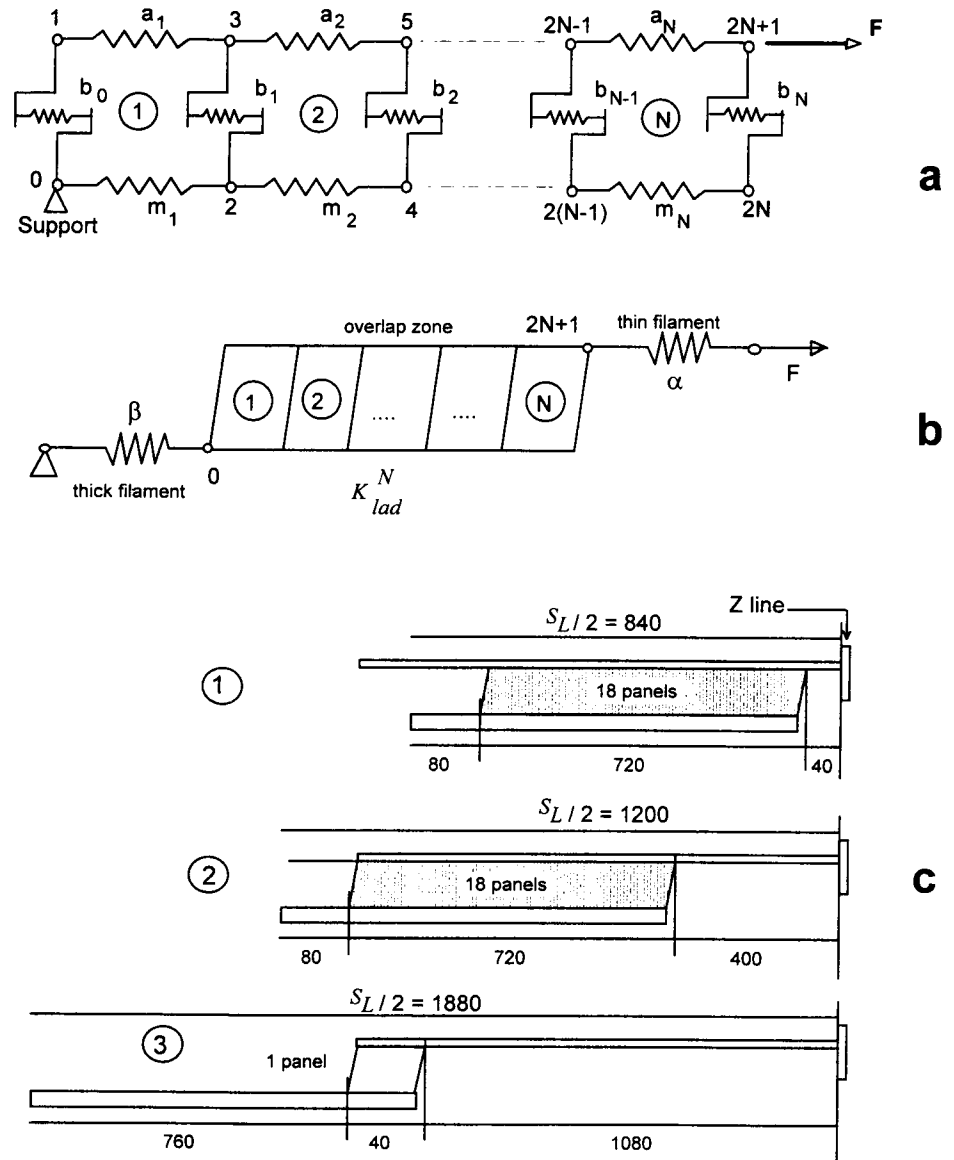 1 a1 3 a2 5 2N-1 aN 2N+1 F
b0 1 b1 2 b2 bN-1 N bN
0 2 4 2(N-1) 2N
m1 m2 mN
Support
a
overlap zone 2N+1 thin filament
α F
β 1 2 .... .... N
b
thick filament 0
K lad N
Z line
SL / 2 = 840
1
18 panels
80 720 40
SL / 2 = 1200
2
18 panels
c
80 720 400
SL / 2 = 1880
3
1 panel
760 40 1080